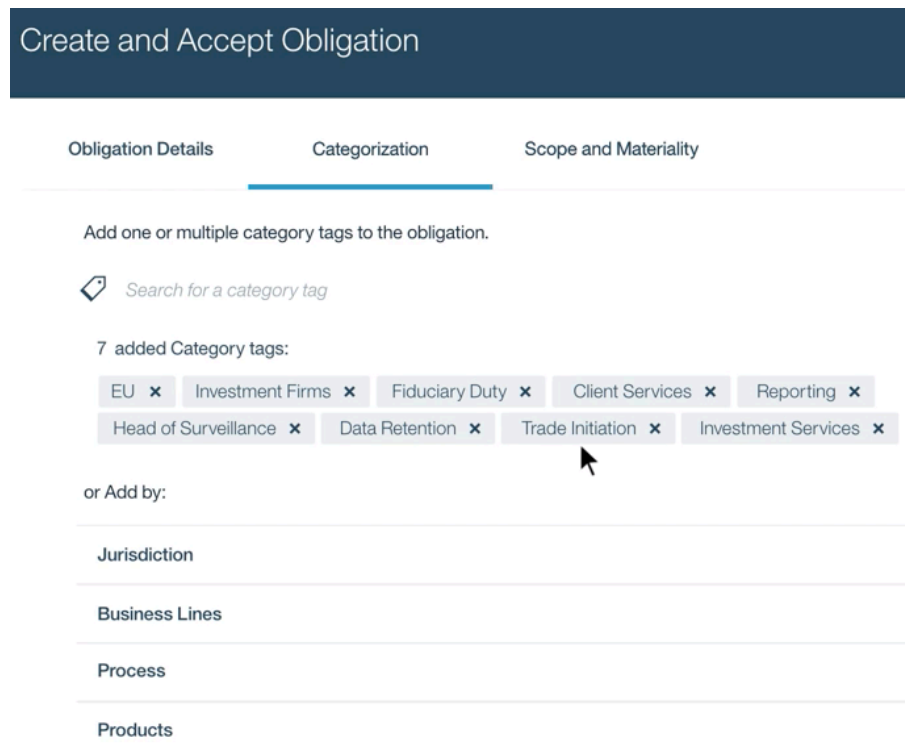 Create and Accept Obligation
Obligation Details Categorization Scope and Materiality
Add one or multiple category tags to the obligation.
Search for a category tag
7 added Category tags:
EU × Investment Firms × Fiduciary Duty × Client Services × Reporting ×
Head of Surveillance × Data Retention × Trade Initiation × Investment Services ×
or Add by:
Jurisdiction
Business Lines
Process
Products